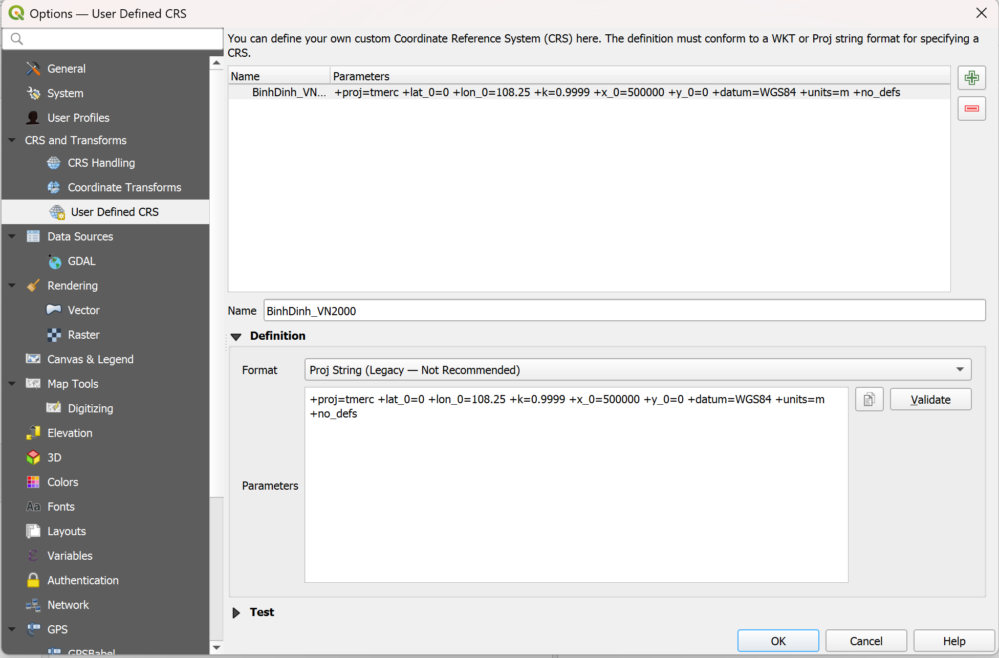 Options — User Defined CRS
You can define your own custom Coordinate Reference System (CRS) here. The definition must conform to a WKT or Proj string format for specifying a
CRS.
General
System
User Profiles
CRS and Transforms
CRS Handling
Coordinate Transforms
User Defined CRS
Data Sources
GDAL
Rendering
Vector
Raster
Canvas & Legend
Map Tools
Digitizing
Elevation
3D
Colors
Fonts
Layouts
Variables
Authentication
Network
GPS
GPSBabel
Name Parameters
BinhDinh_VN... +proj=tmerc +lat_0=0 +lon_0=108.25 +k=0.9999 +x_0=500000 +y_0=0 +datum=WGS84 +units=m +no_defs
Name BinhDinh_VN2000
Definition
Format Proj String (Legacy — Not Recommended)
+proj=tmerc +lat_0=0 +lon_0=108.25 +k=0.9999 +x_0=500000 +y_0=0 +datum=WGS84 +units=m
+no_defs
Validate
Parameters
Test
OK Cancel Help